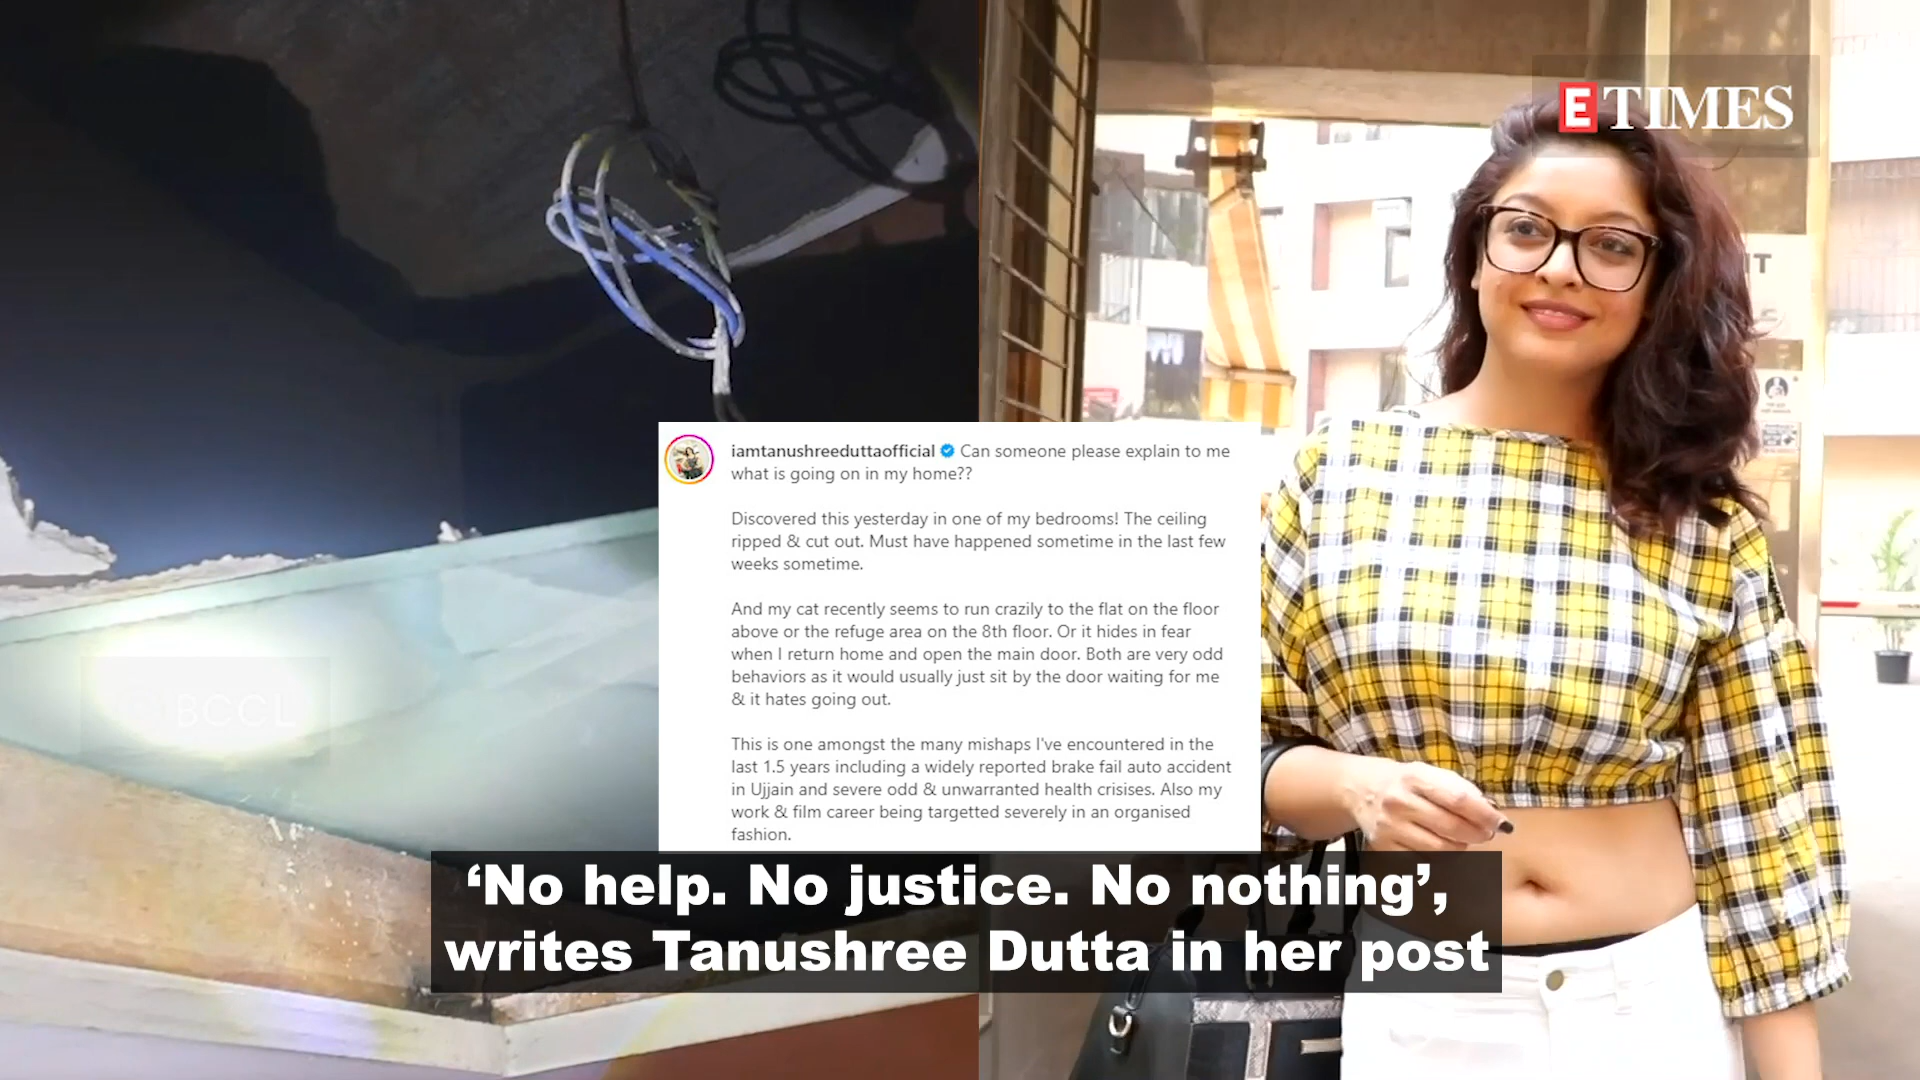 E TIMES
IT
iamtanushreeduttaofficial Can someone please explain to me
what is going on in my home??
Discovered this yesterday in one of my bedrooms! The ceiling
ripped & cut out. Must have happened sometime in the last few
weeks sometime.
And my cat recently seems to run crazily to the flat on the floor
above or the refuge area on the 8th floor. Or it hides in fear
when I return home and open the main door. Both are very odd
behaviors as it would usually just sit by the door waiting for me
& it hates going out.
BCCL
This is one amongst the many mishaps I've encountered in the
last 1.5 years including a widely reported brake fail auto accident
in Ujjain and severe odd & unwarranted health crisises. Also my
work & film career being targetted severely in an organised
fashion.
‘No help. No justice. No nothing’,
writes Tanushree Dutta in her post